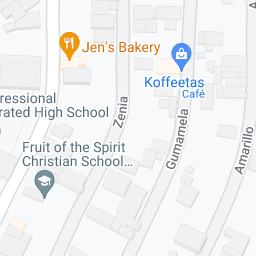 Jen's Bakery
Koffeetas
Café
ressional
rated High School
Zenia
Fruit of the Spirit
Christian School...
Gumamela
Amarillo
A